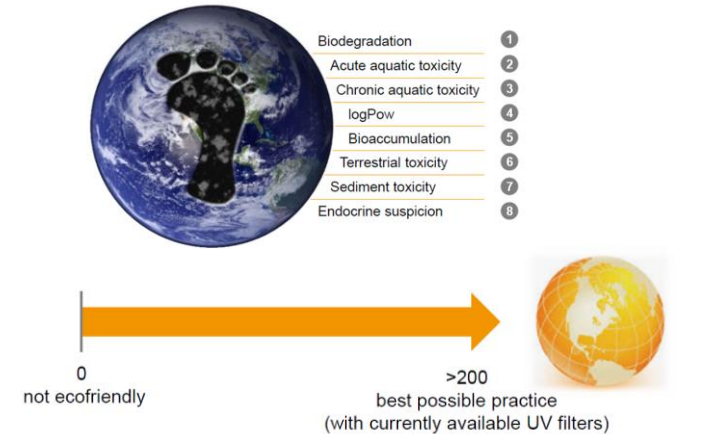 Biodegradation 1
Acute aquatic toxicity 2
Chronic aquatic toxicity 3
logPow 4
Bioaccumulation 5
Terrestrial toxicity 6
Sediment toxicity 7
Endocrine suspicion 8
0
not ecofriendly
>200
best possible practice
(with currently available UV filters)